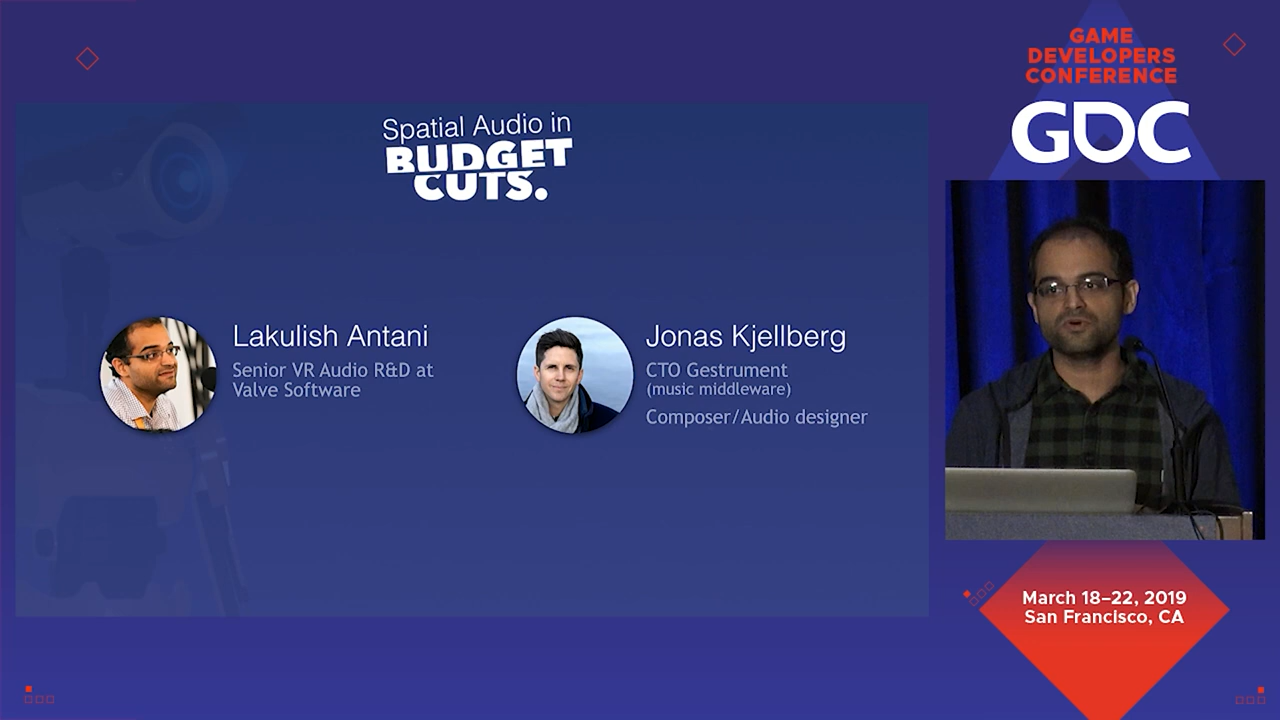 Spatial Audio in
BUDGET
CUTS.
Lakulish Antani
Senior VR Audio R&D at
Valve Software
Jonas Kjellberg
CTO Gestrument
(music middleware)
Composer/Audio designer
GAME
DEVELOPERS
CONFERENCE
GDC
March 18–22, 2019
San Francisco, CA